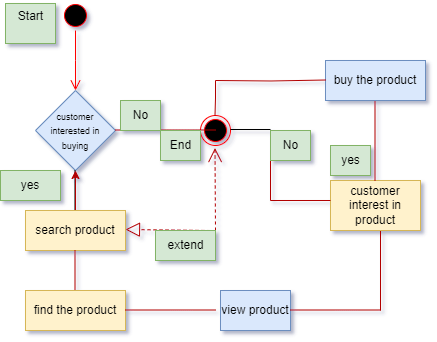 Start
customer
interested in
buying
No
End
No
buy the product
yes
customer
interest in
product
yes
search product
extend
find the product
view product